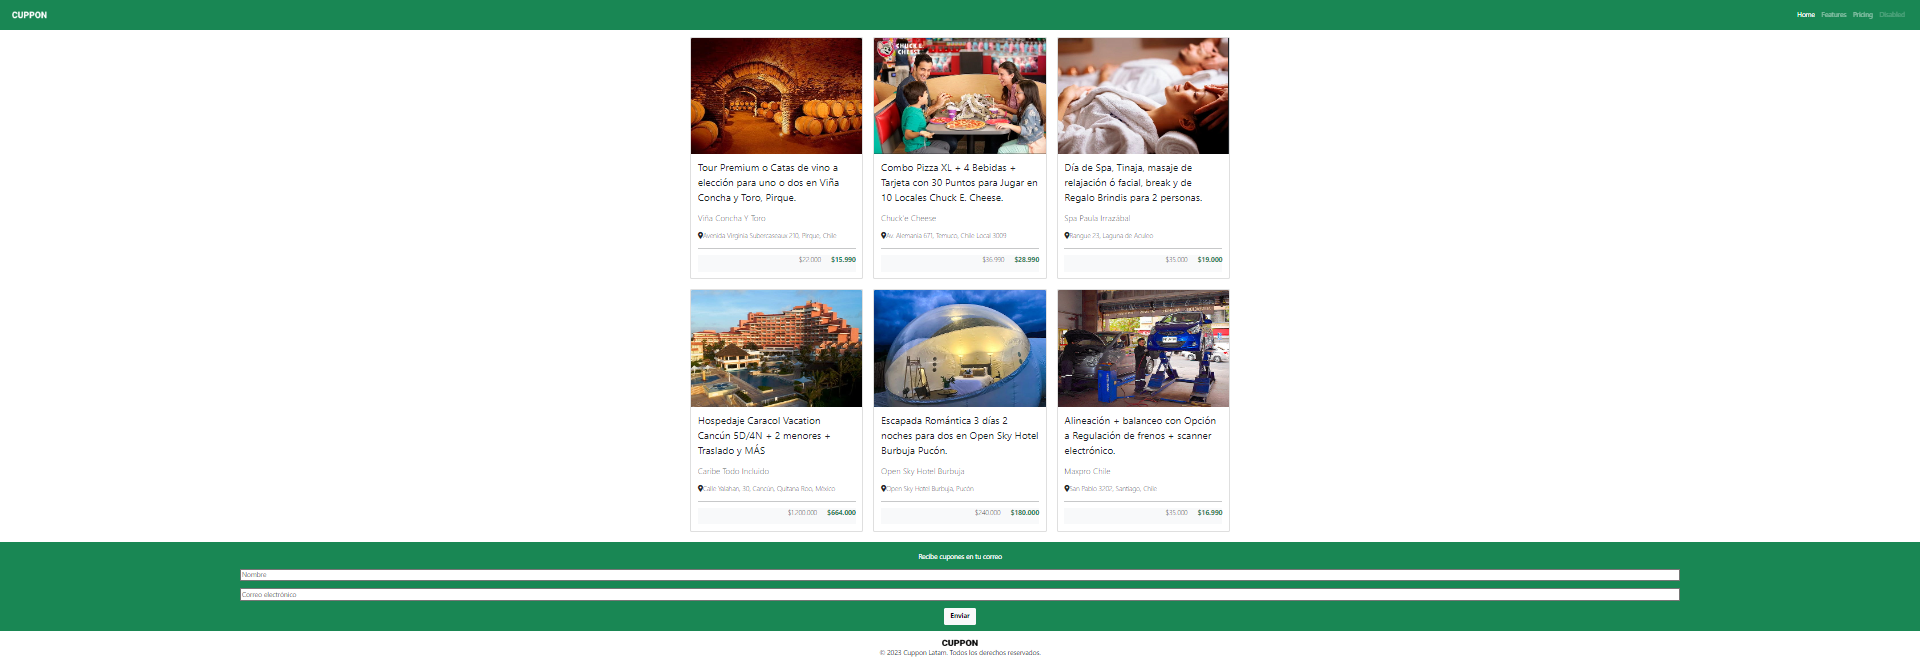 CUPPON
Home Features Pricing Disabled
CHUCK E. CHEESE
Tour Premium o Catas de vino a
elección para uno o dos en Viña
Concha y Toro, Pirque.
Viña Concha Y Toro
Avenida Virginia Subercaseaux 210, Pirque, Chile
$22.000 $15.990
Combo Pizza XL + 4 Bebidas +
Tarjeta con 30 Puntos para Jugar en
10 Locales Chuck E. Cheese.
Chuck'e Cheese
Av. Alemania 671, Temuco, Chile Local 3009
$36.990 $28.990
Día de Spa, Tinaja, masaje de
relajación ó facial, break y de
Regalo Brindis para 2 personas.
Spa Paula Irrazábal
Rangue 23, Laguna de Aculeo
$35.000 $19.000
Hospedaje Caracol Vacation
Cancún 5D/4N + 2 menores +
Traslado y MÁS
Caribe Todo Incluido
Calle Yalahan, 30, Cancún. Quitana Roo, México
$1.200.000 $664.000
Escapada Romántica 3 días 2
noches para dos en Open Sky Hotel
Burbuja Pucón.
Open Sky Hotel Burbuja
Open Sky Hotel Burbuja, Pucón
$240.000 $180.000
Alineación + balanceo con Opción
a Regulación de frenos + scanner
electrónico.
Maxpro Chile
San Pablo 3202, Santiago, Chile
$35.000 $16.990
Recibe cupones en tu correo
Nombre
Correo electrónico
Enviar
CUPPON
© 2023 Cuppon Latam. Todos los derechos reservados.